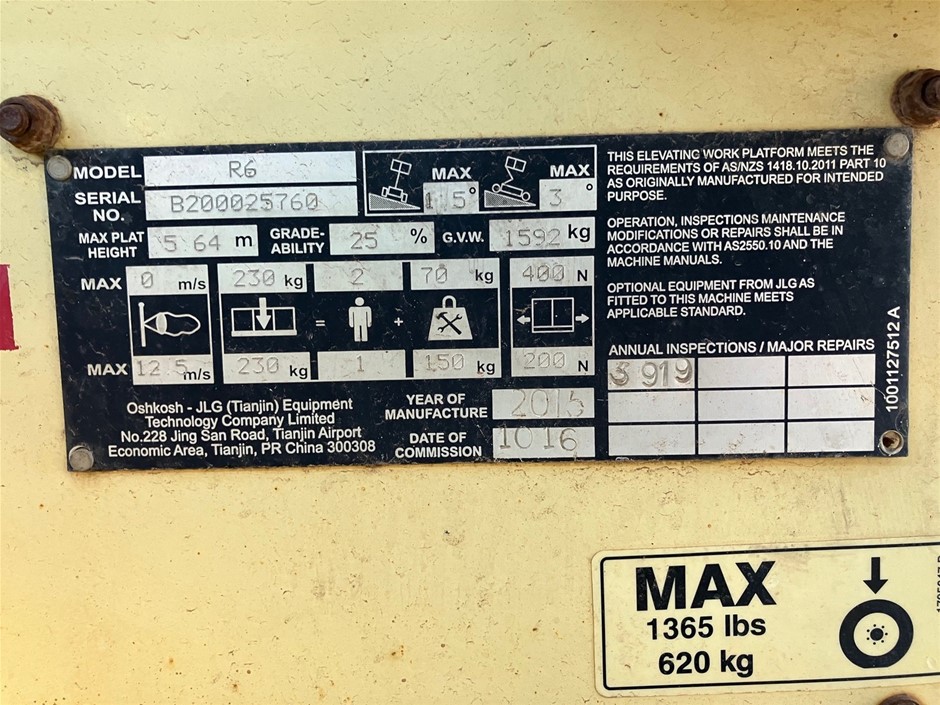 MODEL R6
SERIAL NO. B200025760
MAX 1.5°
MAX 3°
MAX PLAT HEIGHT 5.64 m
GRADE-ABILITY 25 %
G.V.W. 1592 kg
MAX 0 m/s 230 kg 2 70 kg 400 N
= +
MAX 12.5 m/s 230 kg 1 150 kg 200 N
Oshkosh - JLG (Tianjin) Equipment
Technology Company Limited
No.228 Jing San Road, Tianjin Airport
Economic Area, Tianjin, PR China 300308
YEAR OF MANUFACTURE 2015
DATE OF COMMISSION 10 16
THIS ELEVATING WORK PLATFORM MEETS THE
REQUIREMENTS OF AS/NZS 1418.10.2011 PART 10
AS ORIGINALLY MANUFACTURED FOR INTENDED
PURPOSE.
OPERATION, INSPECTIONS MAINTENANCE
MODIFICATIONS OR REPAIRS SHALL BE IN
ACCORDANCE WITH AS2550.10 AND THE
MACHINE MANUALS.
OPTIONAL EQUIPMENT FROM JLG AS
FITTED TO THIS MACHINE MEETS
APPLICABLE STANDARD.
ANNUAL INSPECTIONS / MAJOR REPAIRS
1001127512 A
MAX
1365 lbs
620 kg